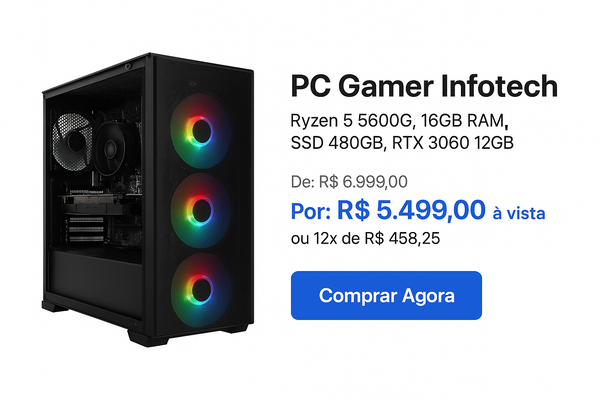 PC Gamer Infotech
Ryzen 5 5600G, 16GB RAM,
SSD 480GB, RTX 3060 12GB
De: R$ 6.999,00
Por: R$ 5.499,00 à vista
ou 12x de R$ 458,25
Comprar Agora